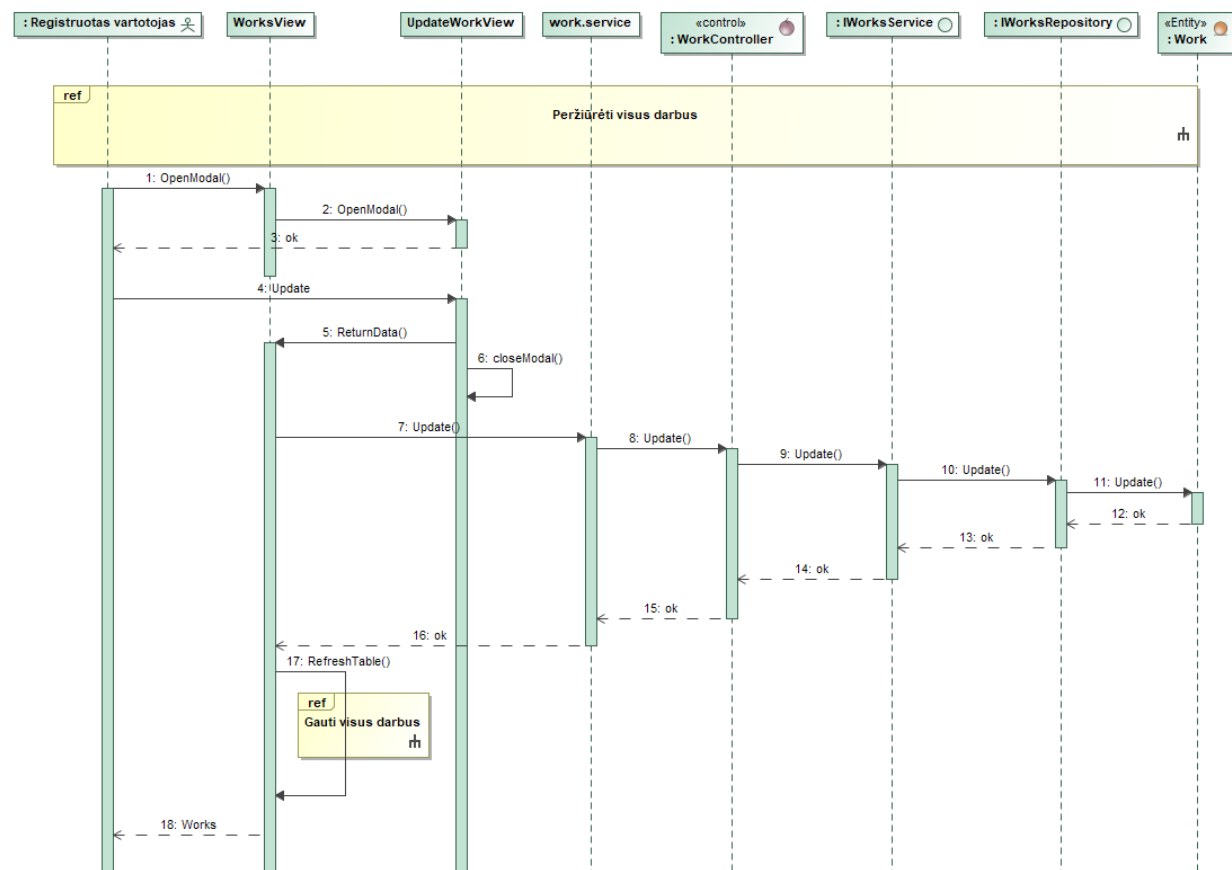 : Registruotas vartotojas
WorksView
UpdateWorkView
work.service
«control»
: WorkController
: IWorksService
: IWorksRepository
«Entity»
: Work
ref
Peržiūrėti visus darbus
1: OpenModal()
2: OpenModal()
3: ok
4: Update
5: ReturnData()
6: closeModal()
7: Update()
8: Update()
9: Update()
10: Update()
11: Update()
12: ok
13: ok
14: ok
15: ok
16: ok
17: RefreshTable()
ref
Gauti visus darbus
18: Works